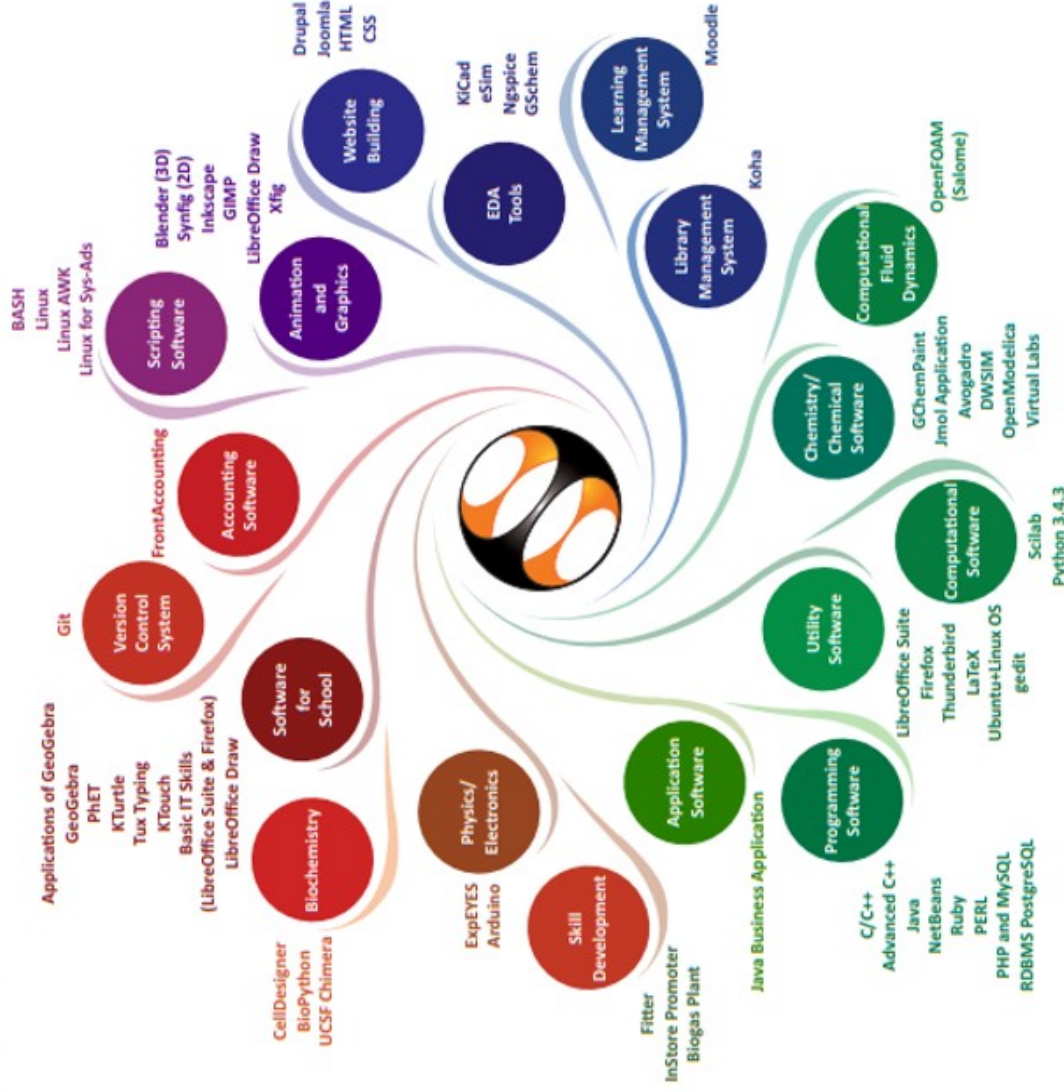 BASH
Linux
Linux AWK
Linux for Sys-Ads
Scripting
Software
Blender (3D)
Synfig (2D)
Inkscape
GIMP
LibreOffice Draw
Xfig
Animation
and
Graphics
Drupal
Joomla
HTML
CSS
Website
Building
KiCad
eSim
Ngspice
GSchem
EDA
Tools
Learning
Management
System
Moodle
Library
Management
System
Koha
Computational
Fluid
Dynamics
OpenFOAM
(Salome)
Chemistry/
Chemical
Software
GChemPaint
Jmol Application
Avogadro
DWSIM
OpenModelica
Virtual Labs
Computational
Software
Scilab
Python 3.4.3
Utility
Software
LibreOffice Suite
Firefox
Thunderbird
LaTeX
Ubuntu+Linux OS
gedit
Programming
Software
C/C++
Advanced C++
Java
NetBeans
Ruby
PERL
PHP and MySQL
RDBMS PostgreSQL
Application
Software
Java Business Application
Skill
Development
Fitter
InStore Promoter
Biogas Plant
Physics/
Electronics
ExpEYES
Arduino
Biochemistry
CellDesigner
BioPython
UCSF Chimera
Software
for
School
Applications of GeoGebra
GeoGebra
PhET
KTurtle
Tux Typing
KTouch
Basic IT Skills
(LibreOffice Suite & Firefox)
LibreOffice Draw
Version
Control
System
Git
Accounting
Software
FrontAccounting